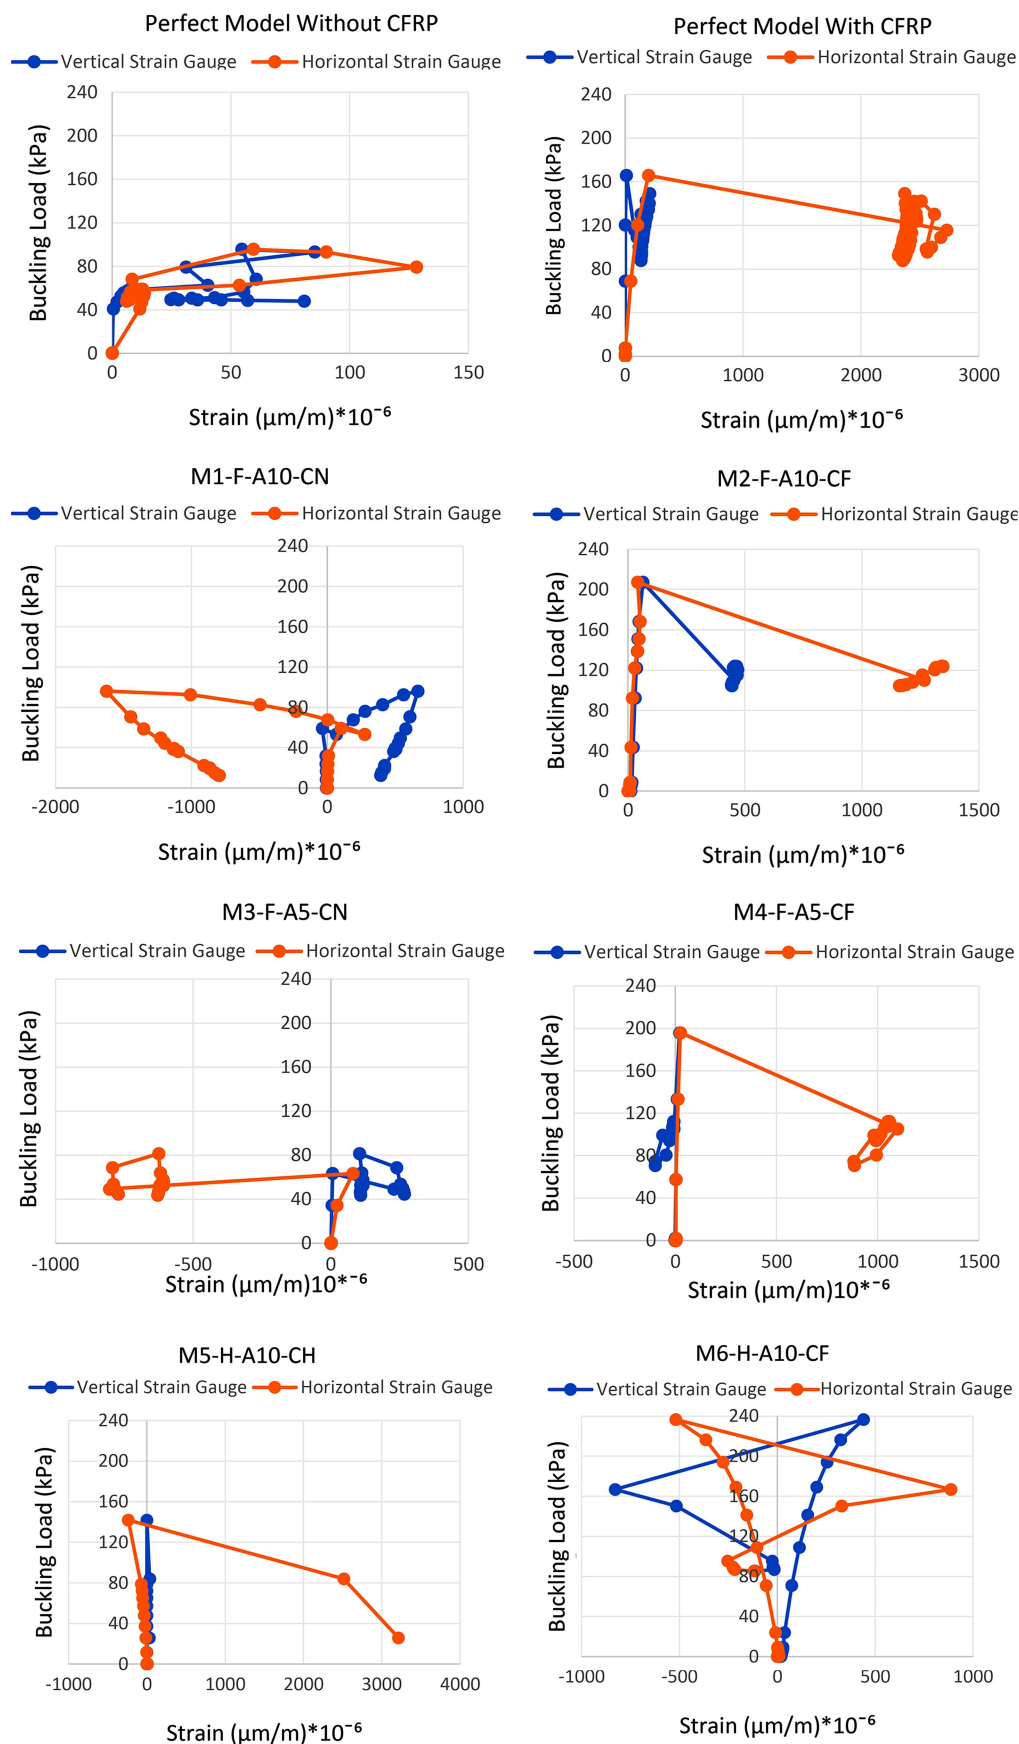 Perfect Model Without CFRP
Vertical Strain Gauge Horizontal Strain Gauge
Buckling Load (kPa)
240
200
160
120
80
40
0
0 50 100 150
Strain (μm/m)*10⁻⁶
Perfect Model With CFRP
Vertical Strain Gauge Horizontal Strain Gauge
Buckling Load (kPa)
240
200
160
120
80
40
0
0 1000 2000 3000
Strain (μm/m)*10⁻⁶
M1-F-A10-CN
Vertical Strain Gauge Horizontal Strain Gauge
Buckling Load (kPa)
240
200
160
120
80
40
0
-2000 -1000 0 1000
Strain (μm/m)*10⁻⁶
M2-F-A10-CF
Vertical Strain Gauge Horizontal Strain Gauge
Buckling Load (kPa)
240
200
160
120
80
40
0
0 500 1000 1500
Strain (μm/m)*10⁻⁶
M3-F-A5-CN
Vertical Strain Gauge Horizontal Strain Gauge
Buckling Load (kPa)
240
200
160
120
80
40
0
-1000 -500 0 500
Strain (μm/m)10*⁻⁶
M4-F-A5-CF
Vertical Strain Gauge Horizontal Strain Gauge
Buckling Load (kPa)
240
200
160
120
80
40
0
-500 0 500 1000 1500
Strain (μm/m)10*⁻⁶
M5-H-A10-CH
Vertical Strain Gauge Horizontal Strain Gauge
Buckling Load (kPa)
240
200
160
120
80
40
0
-1000 0 1000 2000 3000 4000
Strain (μm/m)*10⁻⁶
M6-H-A10-CF
Vertical Strain Gauge Horizontal Strain Gauge
Buckling Load (kPa)
240
200
160
120
80
40
0
-1000 -500 0 500 1000
Strain (μm/m)*10⁻⁶